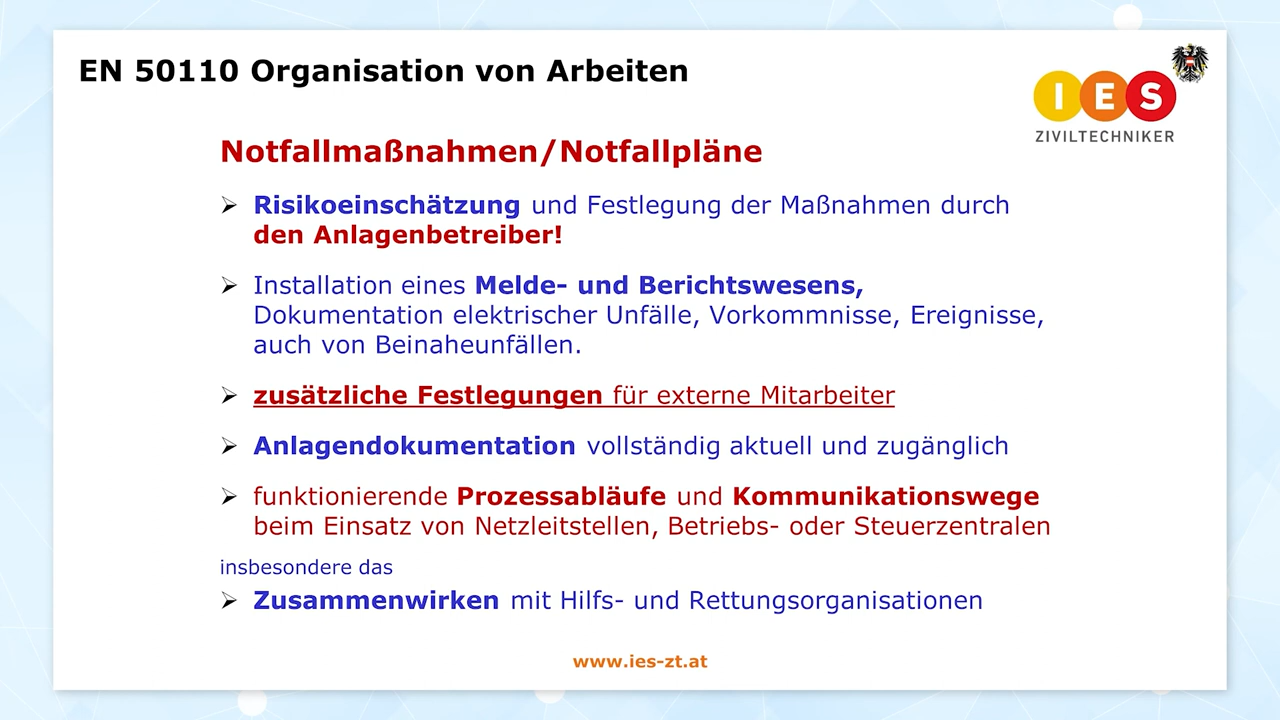 EN 50110 Organisation von Arbeiten
IES
ZIVILTECHNIKER
Notfallmaßnahmen/Notfallpläne
➢ Risikoeinschätzung und Festlegung der Maßnahmen durch
den Anlagenbetreiber!
➢ Installation eines Melde- und Berichtswesens,
Dokumentation elektrischer Unfälle, Vorkommnisse, Ereignisse,
auch von Beinaheunfällen.
➢ zusätzliche Festlegungen für externe Mitarbeiter
➢ Anlagendokumentation vollständig aktuell und zugänglich
➢ funktionierende Prozessabläufe und Kommunikationswege
beim Einsatz von Netzleitstellen, Betriebs- oder Steuerzentralen
insbesondere das
➢ Zusammenwirken mit Hilfs- und Rettungsorganisationen
www.ies-zt.at